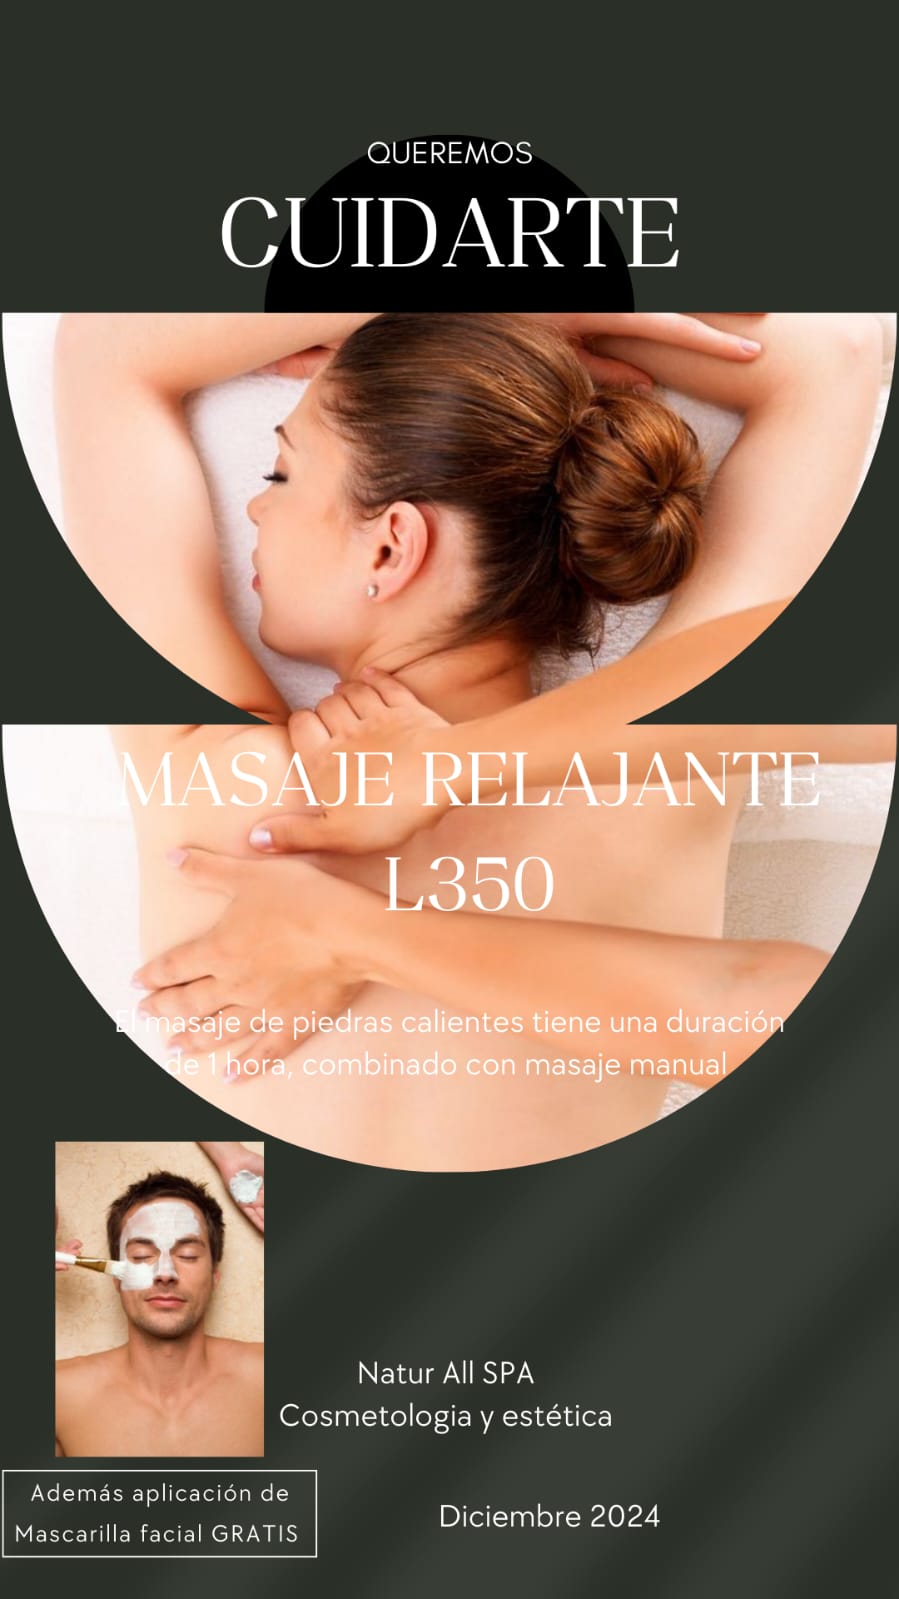 QUEREMOS
CUIDARTE
MASAJE RELAJANTE
L350
El masaje de piedras calientes tiene una duración
de 1 hora, combinado con masaje manual
Natur All SPA
Cosmetologia y estética
Además aplicación de
Mascarilla facial GRATIS
Diciembre 2024